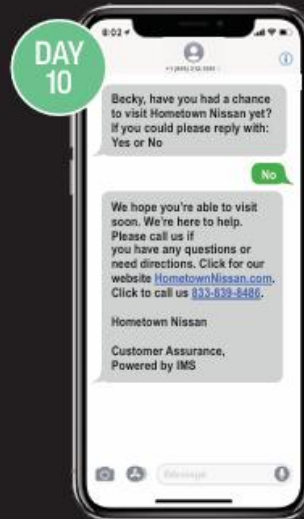 DAY
10
8:02
Becky, have you had a chance
to visit Hometown Nissan yet?
If you could please reply with:
Yes or No
No
We hope you're able to visit
soon. We're here to help.
Please call us if
you have any questions or
need directions. Click for our
website HometownNissan.com.
Click to call us 833-839-8486.
Hometown Nissan
Customer Assurance,
Powered by IMS
iMessage